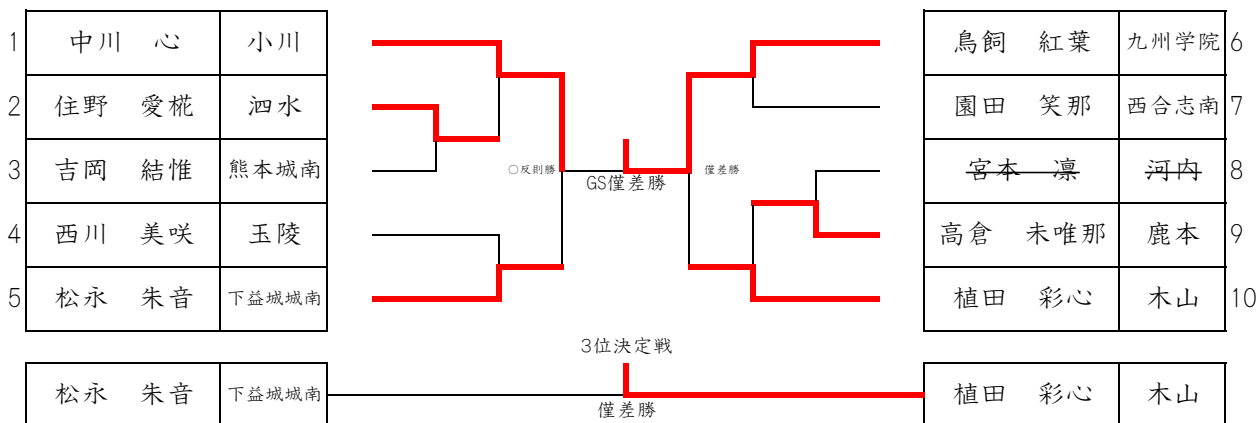 1 中川 心 小川
2 住野 愛椛 泗水
3 吉岡 結惟 熊本城南
4 西川 美咲 玉陵
5 松永 朱音 下益城城南
○反則勝
GS僅差勝
僅差勝
鳥飼 紅葉 九州学院 6
園田 笑那 西合志南 7
宮本 凛 河内 8
高倉 未唯那 鹿本 9
植田 彩心 木山 10
3位決定戦
松永 朱音 下益城城南
僅差勝
植田 彩心 木山